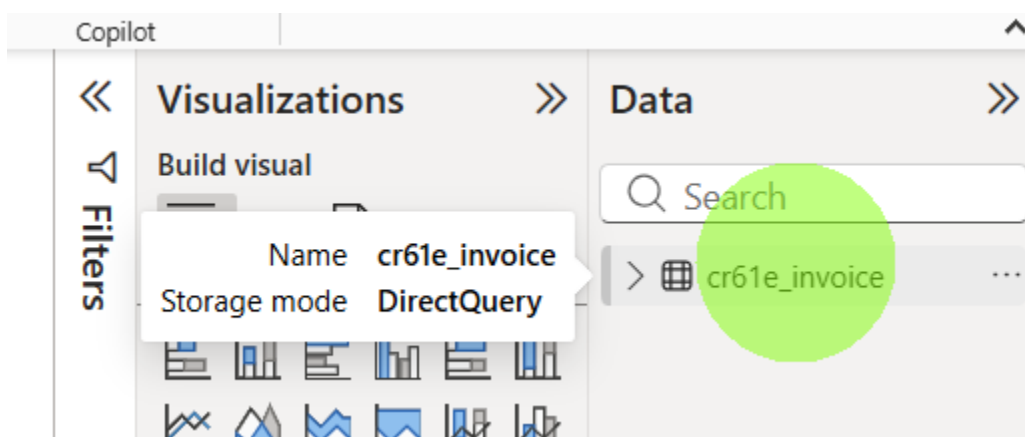 Copilot
Visualizations
Data
Build visual
Search
Filters
Name cr61e_invoice
Storage mode DirectQuery
cr61e_invoice